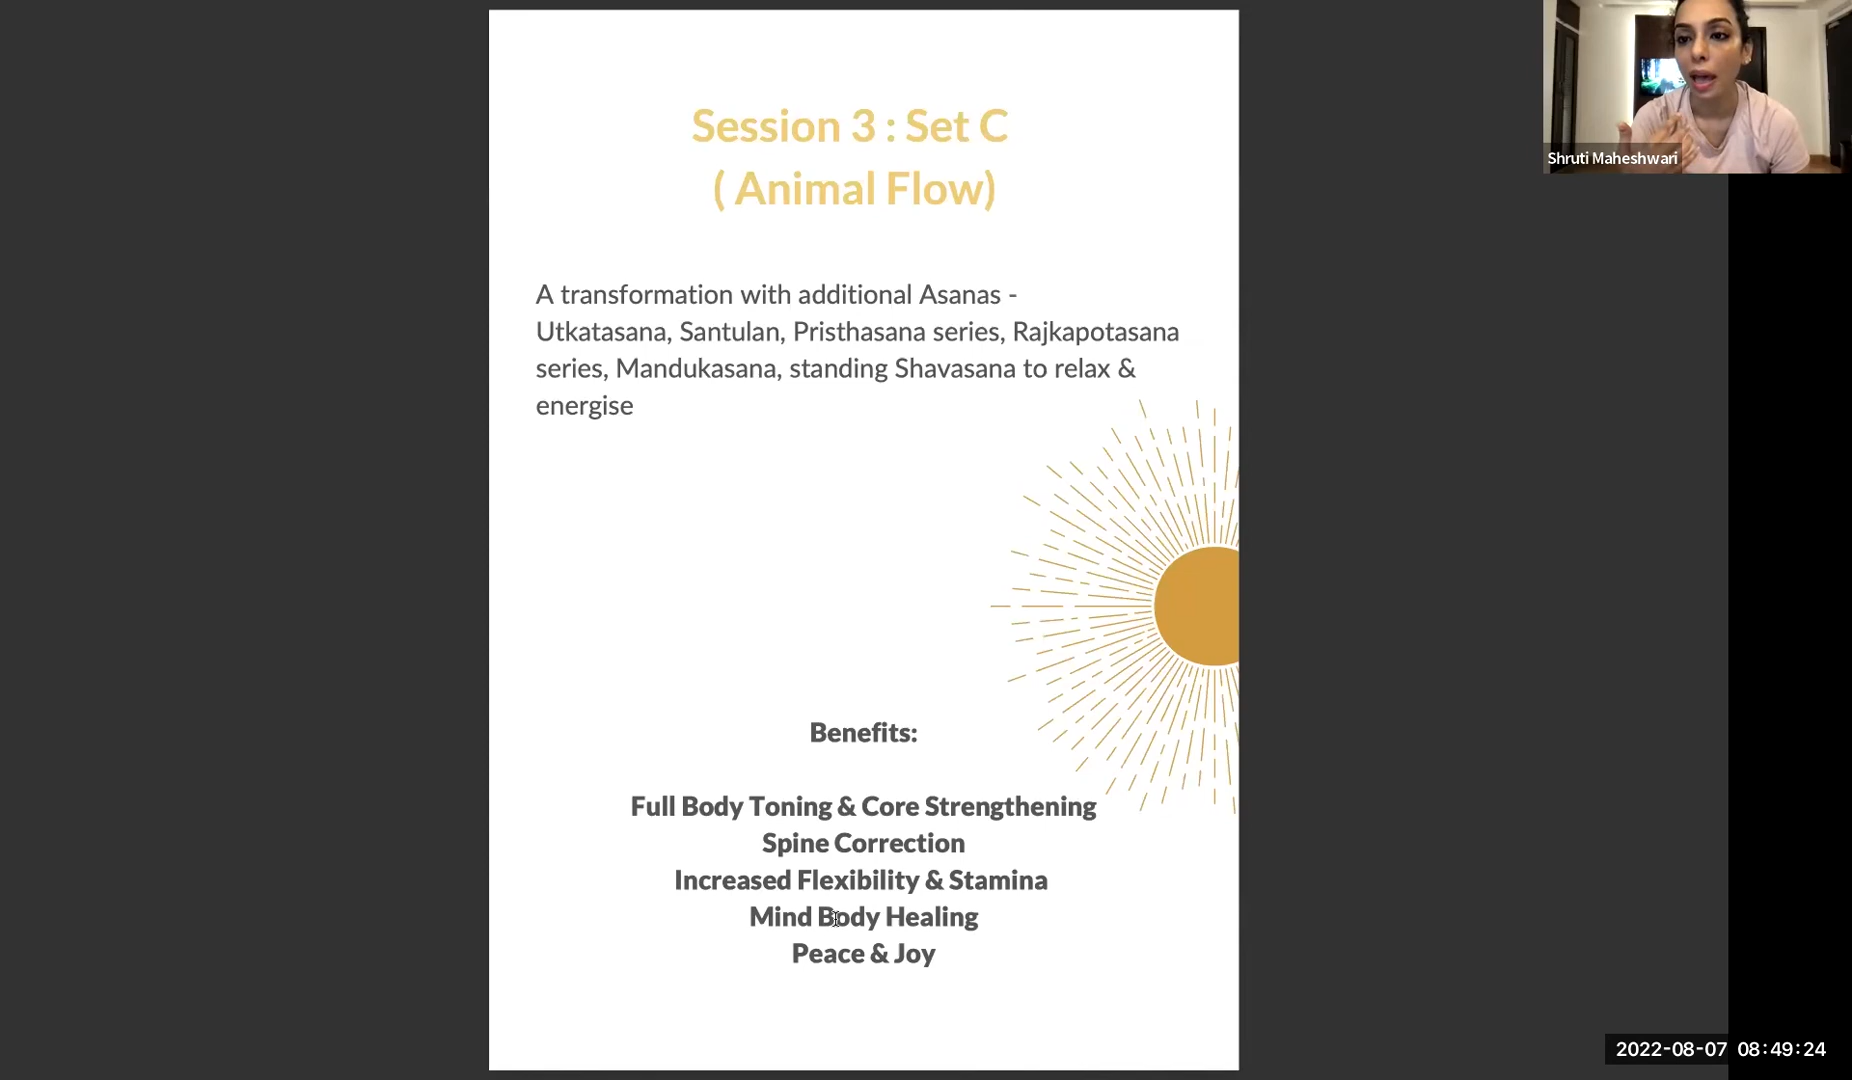 Session 3 : Set C
( Animal Flow)
A transformation with additional Asanas -
Utkatasana, Santulan, Pristhasana series, Rajkapotasana
series, Mandukasana, standing Shavasana to relax &
energise
Benefits:
Full Body Toning & Core Strengthening
Spine Correction
Increased Flexibility & Stamina
Mind Body Healing
Peace & Joy
Shruti Maheshwari
2022-08-07 08:49:24